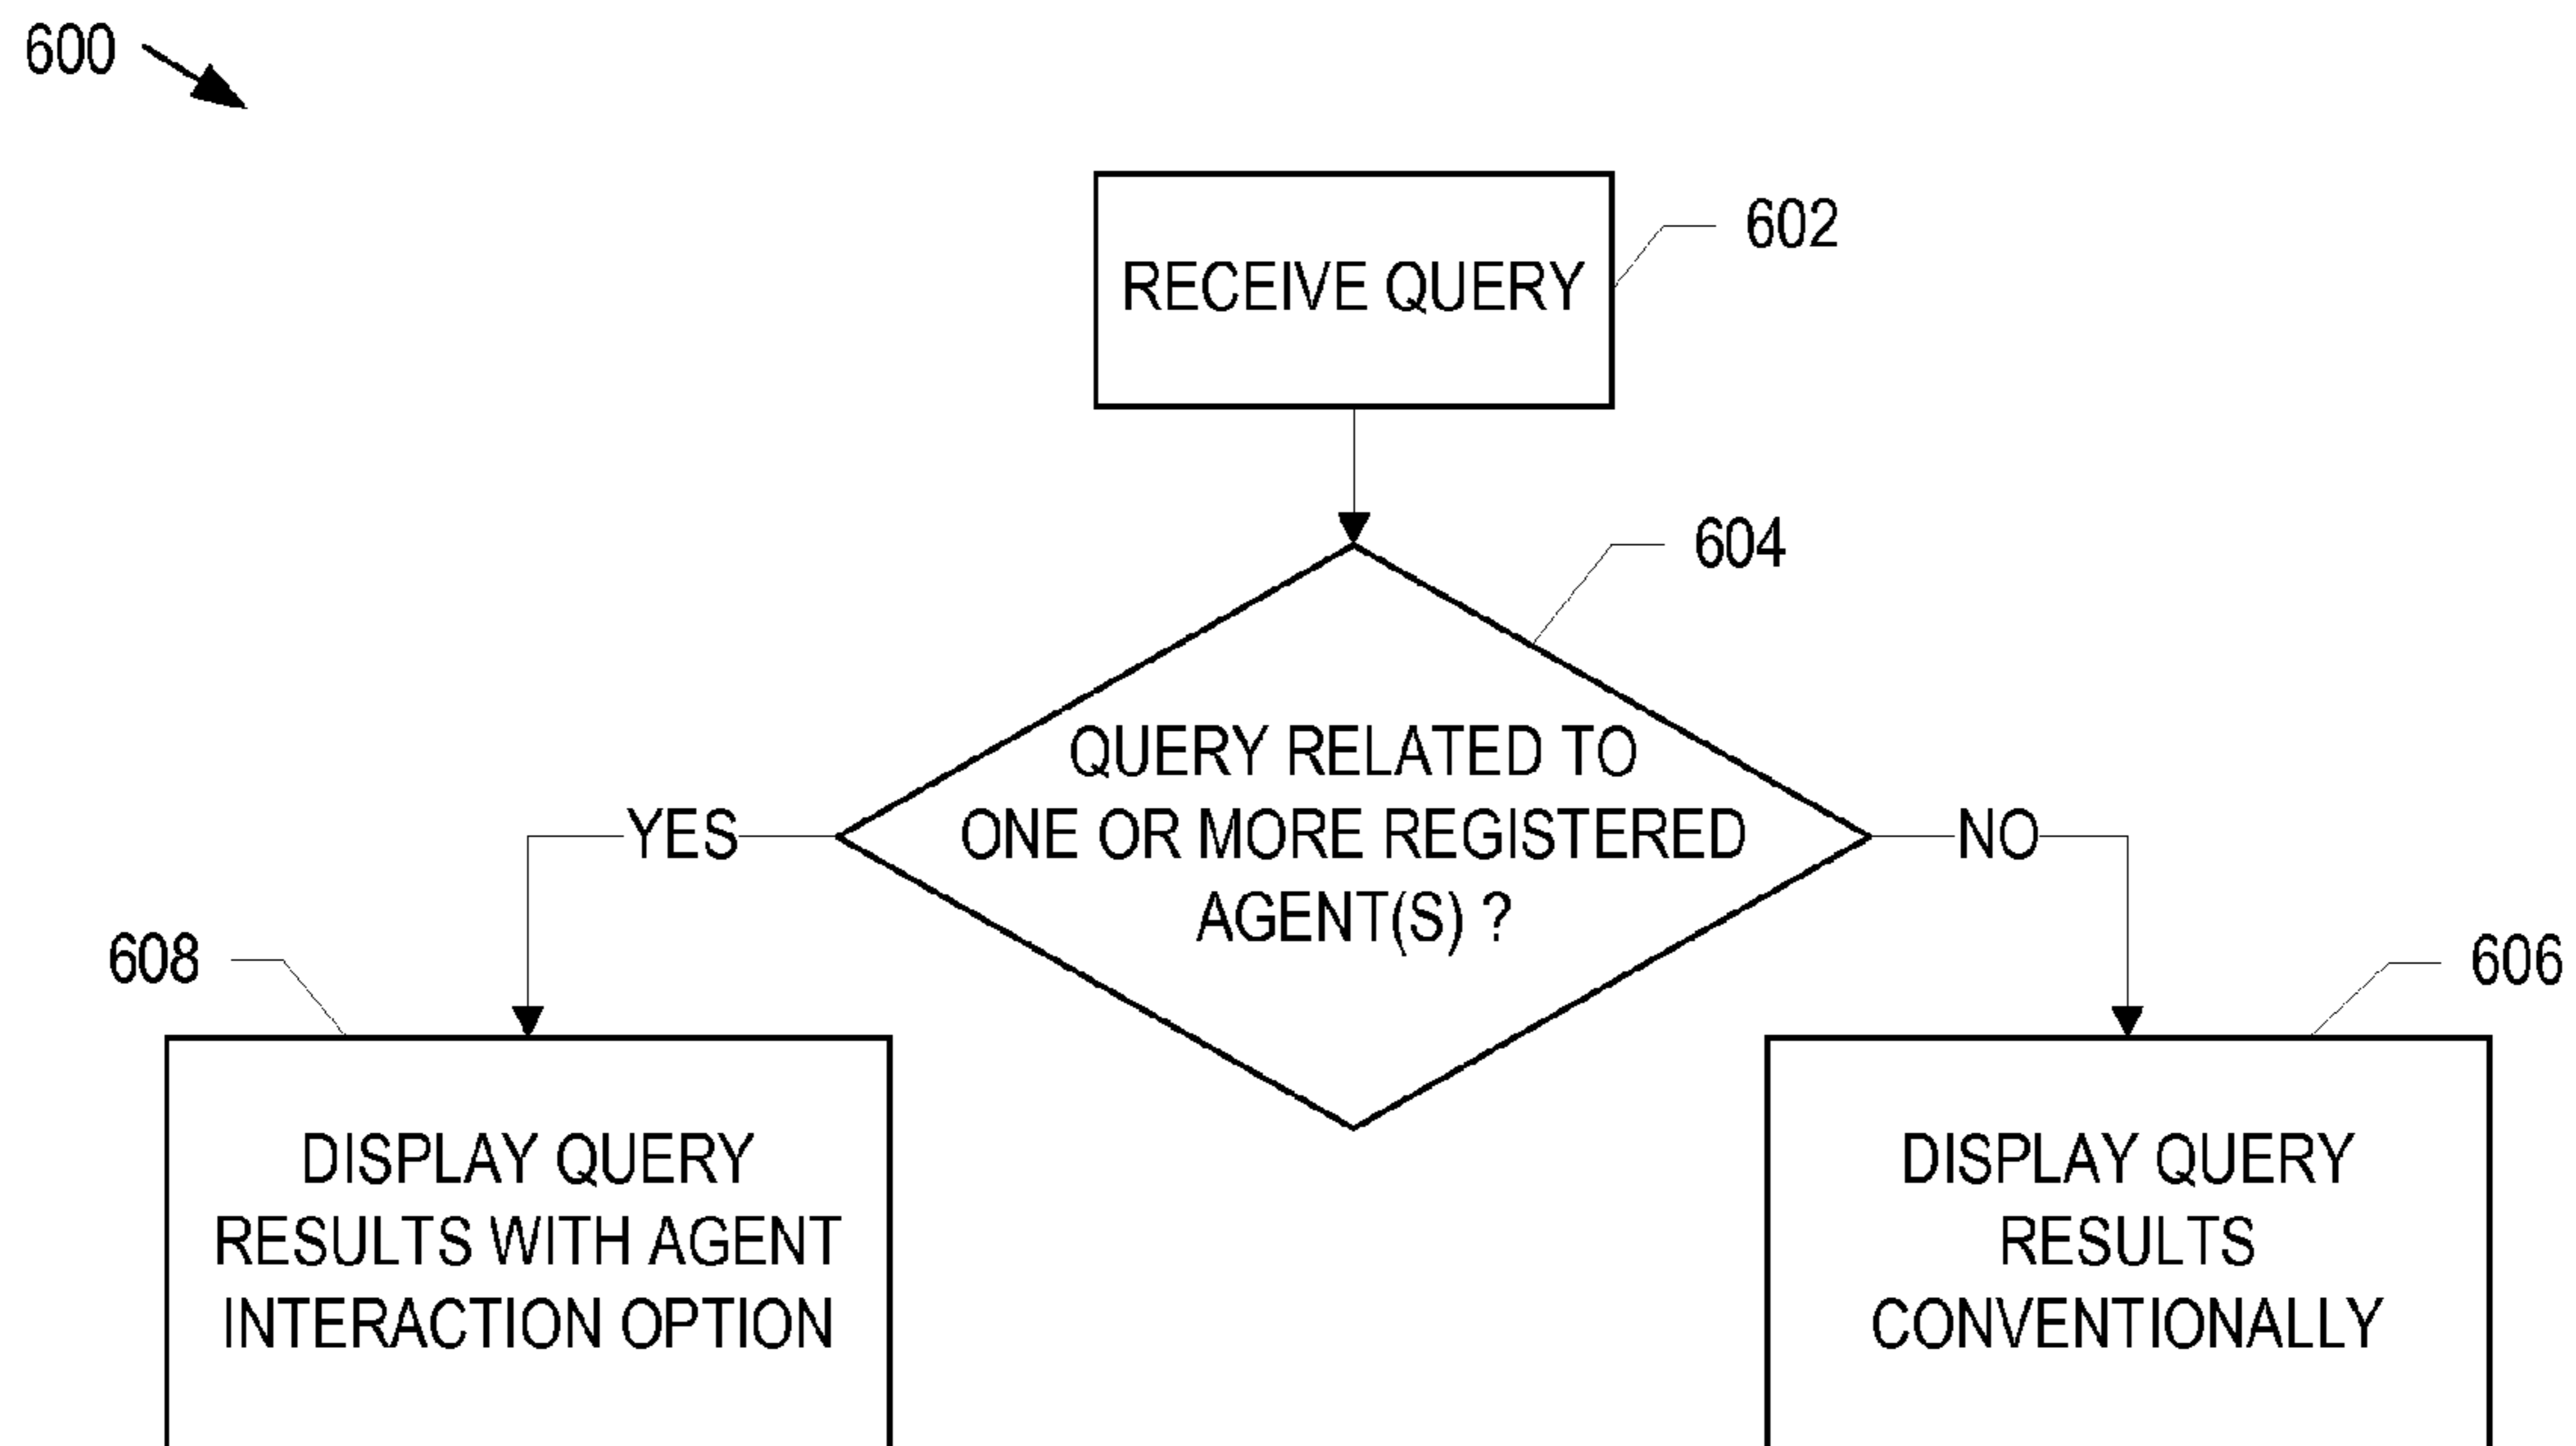 600
602
RECEIVE QUERY
604
QUERY RELATED TO
ONE OR MORE REGISTERED
AGENT(S) ?
YES
NO
608
606
DISPLAY QUERY
RESULTS WITH AGENT
INTERACTION OPTION
DISPLAY QUERY
RESULTS
CONVENTIONALLY